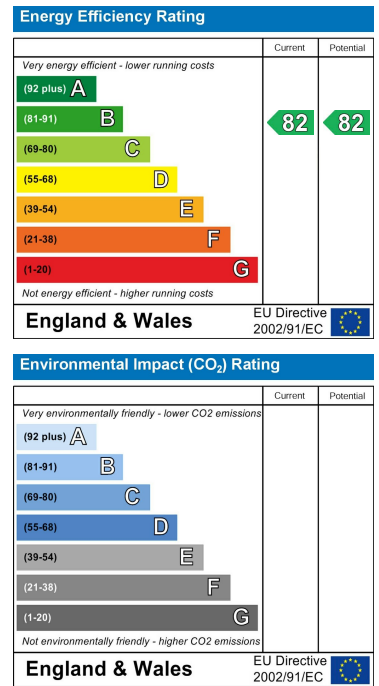 Energy Efficiency Rating
Current Potential
Very energy efficient - lower running costs
(92 plus) A
(81-91) B 82 82
(69-80) C
(55-68) D
(39-54) E
(21-38) F
(1-20) G
Not energy efficient - higher running costs
England & Wales EU Directive 2002/91/EC
Environmental Impact (CO2) Rating
Current Potential
Very environmentally friendly - lower CO2 emissions
(92 plus) A
(81-91) B
(69-80) C
(55-68) D
(39-54) E
(21-38) F
(1-20) G
Not environmentally friendly - higher CO2 emissions
England & Wales EU Directive 2002/91/EC